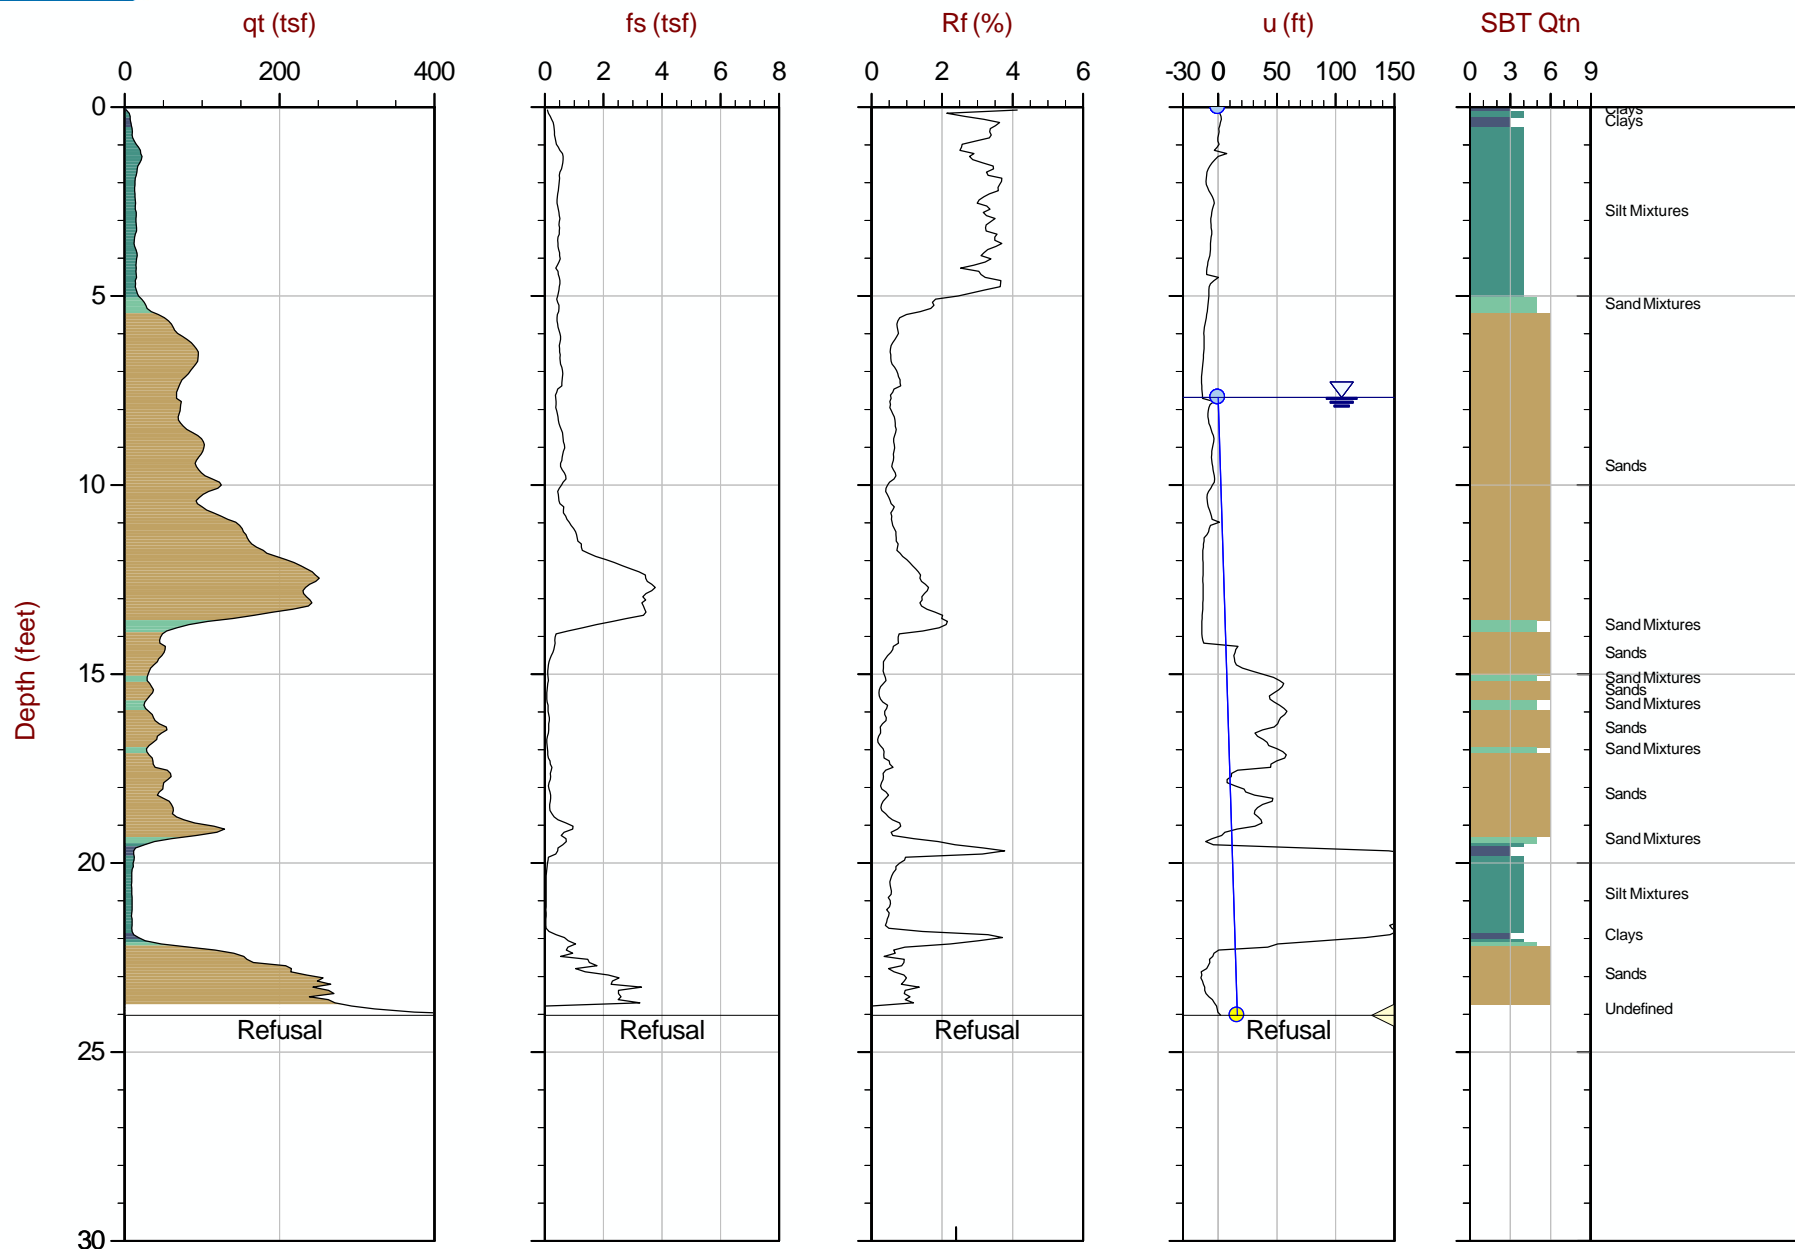 qt (tsf) fs (tsf) Rf (%) u (ft) SBT Qtn
0 200 400 0 2 4 6 8 0 2 4 6 -30 0 50 100 150 0 3 6 9
0
Clays
Clays
Silt Mixtures
5
Sand Mixtures
Sands
10
Depth (feet)
Sand Mixtures
Sands
15
Sand Mixtures
Sands
Sand Mixtures
Sands
Sand Mixtures
Sands
Sand Mixtures
20
Silt Mixtures
Clays
Sands
Undefined
Refusal Refusal Refusal Refusal
25
30